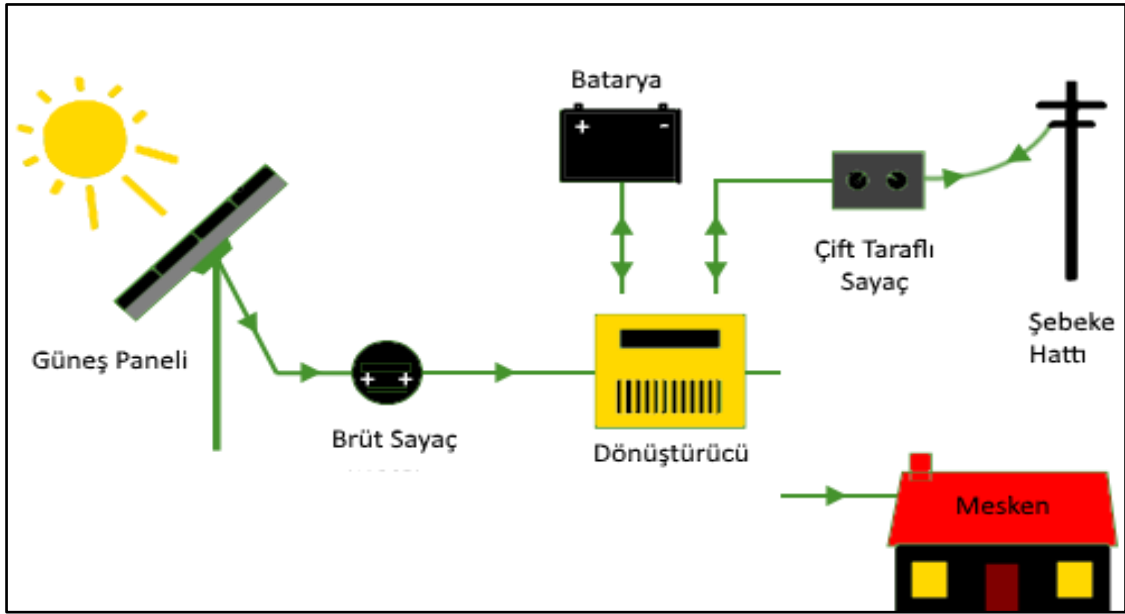 Batarya
Çift Taraflı
Sayaç
Şebeke
Hattı
Güneş Paneli
Brüt Sayaç
Dönüştürücü
Mesken